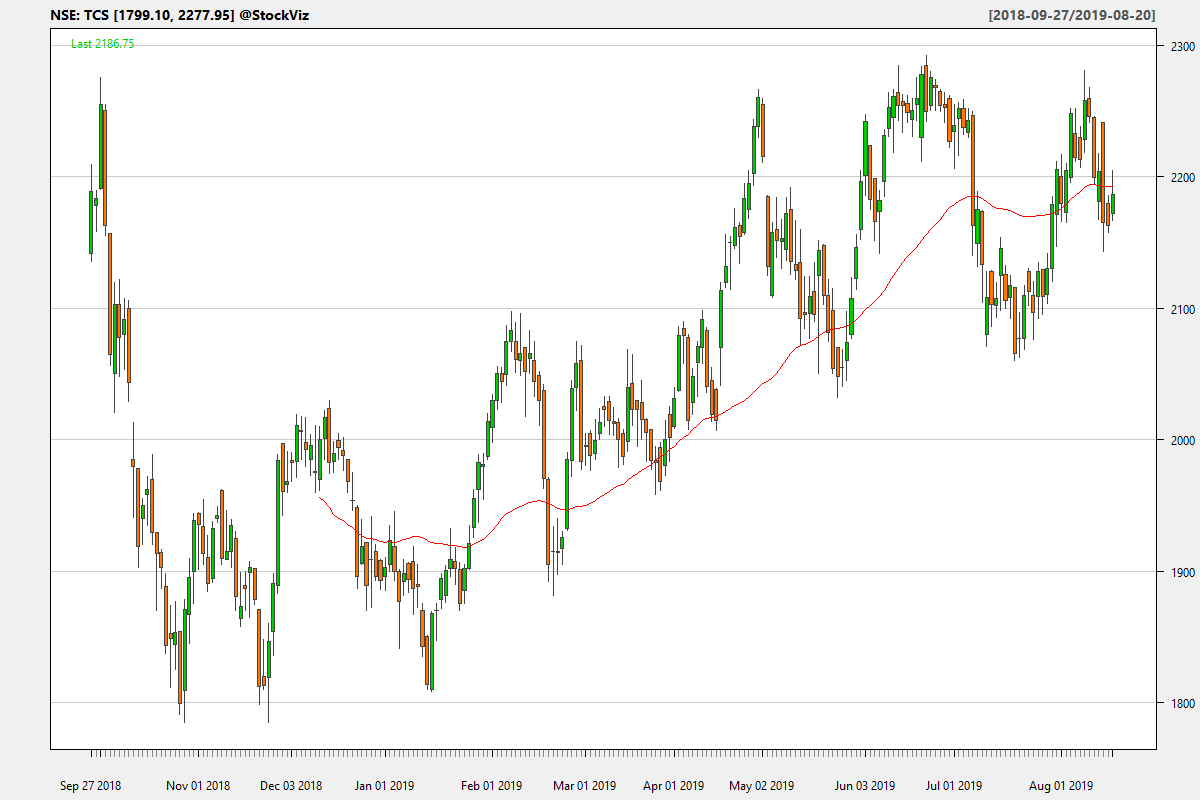 NSE: TCS [1799.10, 2277.95] @StockViz [2018-09-27/2019-08-20]
Last 2186.75
2300
2200
2100
2000
1900
1800
Sep 27 2018 Nov 01 2018 Dec 03 2018 Jan 01 2019 Feb 01 2019 Mar 01 2019 Apr 01 2019 May 02 2019 Jun 03 2019 Jul 01 2019 Aug 01 2019